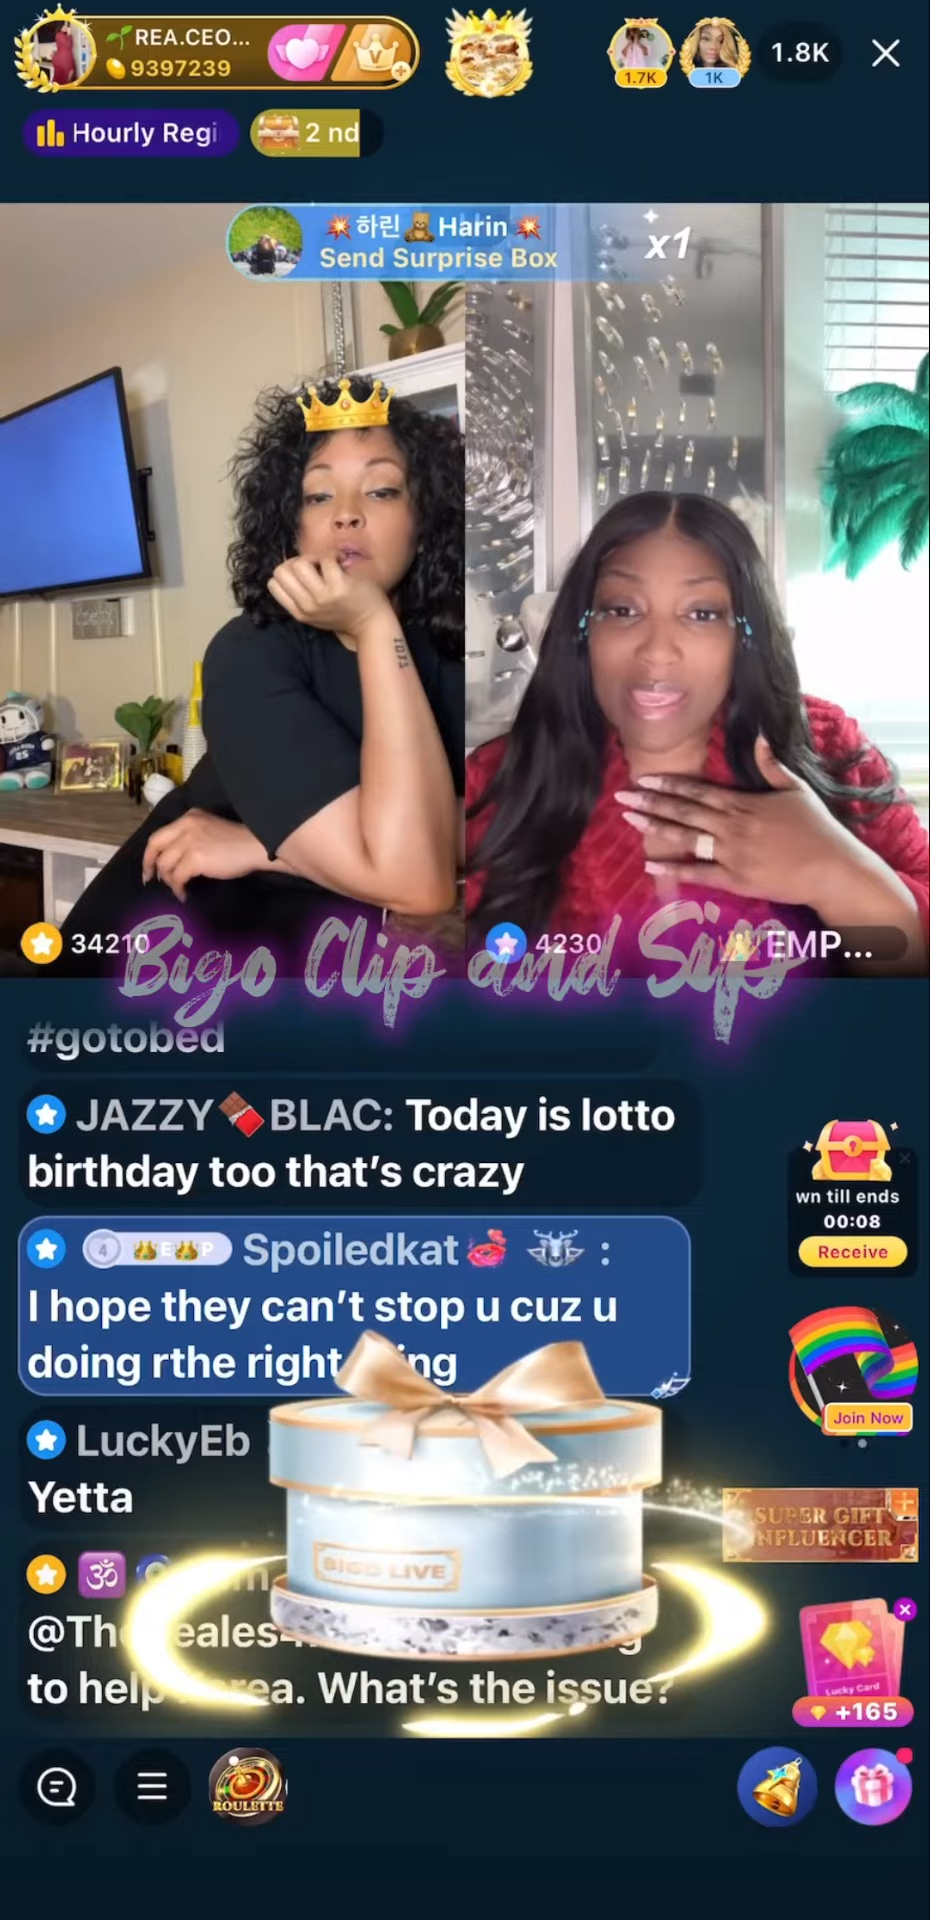 REA.CEO...
9397239
1.7K
1K
1.8K
Hourly Regi
2 nd
하린 Harin
Send Surprise Box
x1
34210
4230
EMP...
Bigo Clip and Sip
#gotobed
JAZZY BLAC: Today is lotto
birthday too that's crazy
4
Spoiledkat :
I hope they can't stop u cuz u
doing rthe right
wn till ends
00:08
Receive
Join Now
LuckyEb
Yetta
BIGO LIVE
SUPER GIFT
INFLUENCER
ॐ
to help What's the issue?
Lucky Card
+165
ROULETTE